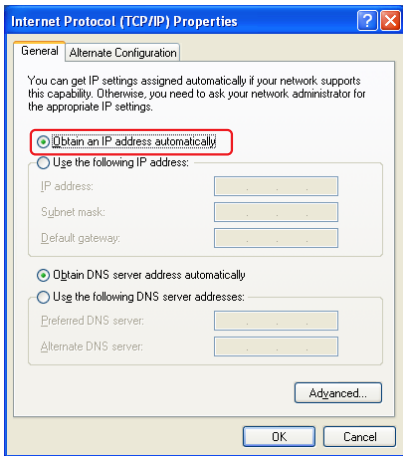 Internet Protocol (TCP/IP) Properties
General Alternate Configuration
You can get IP settings assigned automatically if your network supports
this capability. Otherwise, you need to ask your network administrator for
the appropriate IP settings.
Obtain an IP address automatically
Use the following IP address:
IP address:
Subnet mask:
Default gateway:
Obtain DNS server address automatically
Use the following DNS server addresses:
Preferred DNS server:
Alternate DNS server:
Advanced...
OK Cancel